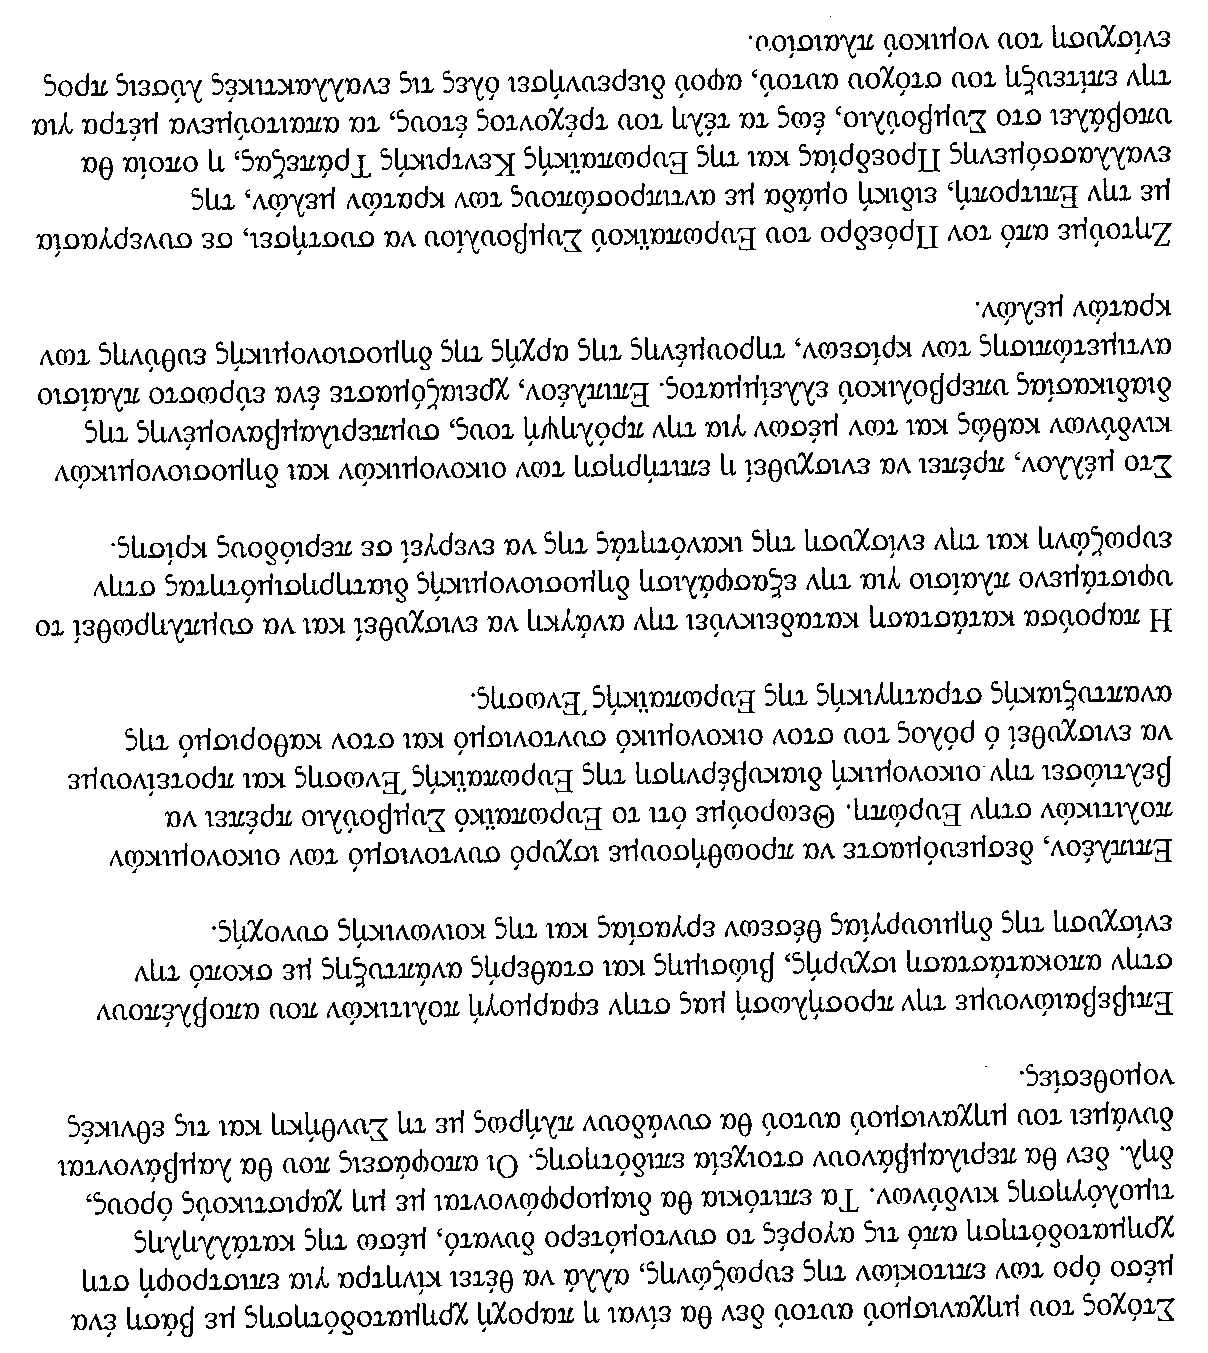 Στόχος του μηχανισμού αυτού δεν θα είναι η παροχή χρηματοδότησης με βάση ένα
μέσο όρο των επιτοκίων της ευρωζώνης, αλλά να θέτει κίνητρα για επιστροφή στη
χρηματοδότηση από τις αγορές το συντομότερο δυνατό, μέσω της κατάλληλης
τιμολόγησης κινδύνων. Τα επιτόκια θα διαμορφώνονται με μη χαριστικούς όρους,
δηλ. δεν θα περιλαμβάνουν στοιχεία επιδότησης. Οι αποφάσεις που θα λαμβάνονται
δυνάμει του μηχανισμού αυτού θα συνάδουν πλήρως με τη Συνθήκη και τις εθνικές
νομοθεσίες.
Επιβεβαιώνουμε την προσήλωσή μας στην εφαρμογή πολιτικών που αποβλέπουν
στην αποκατάσταση ισχυρής, βιώσιμης και σταθερής ανάπτυξης με σκοπό την
ενίσχυση της δημιουργίας θέσεων εργασίας και της κοινωνικής συνοχής.
Επιπλέον, δεσμευόμαστε να προωθήσουμε ισχυρό συντονισμό των οικονομικών
πολιτικών στην Ευρώπη. Θεωρούμε ότι το Ευρωπαϊκό Συμβούλιο πρέπει να
βελτιώσει την οικονομική διακυβέρνηση της Ευρωπαϊκής Ένωσης και προτείνουμε
να ενισχυθεί ό ρόλος του στον οικονομικό συντονισμό και στον καθορισμό της
αναπτυξιακής στρατηγικής της Ευρωπαϊκής Ένωσης.
Η παρούσα κατάσταση καταδεικνύει την ανάγκη να ενισχυθεί και να συμπληρωθεί το
υφιστάμενο πλαίσιο για την εξασφάλιση δημοσιονομικής διατηρησιμότητας στην
ευρωζώνη και την ενίσχυση της ικανότητάς της να ενεργεί σε περιόδους κρίσης.
Στο μέλλον, πρέπει να ενισχυθεί η επιτήρηση των οικονομικών και δημοσιονομικών
κινδύνων καθώς και των μέσων για την πρόληψή τους, συμπεριλαμβανομένης της
διαδικασίας υπερβολικού ελλείμματος. Επιπλέον, χρειαζόμαστε ένα εύρωστο πλαίσιο
αντιμετώπισης των κρίσεων, τηρουμένης της αρχής της δημοσιονομικής ευθύνης των
κρατών μελών.
Ζητούμε από τον Πρόεδρο του Ευρωπαϊκού Συμβουλίου να συστήσει, σε συνεργασία
με την Επιτροπή, ειδική ομάδα με αντιπροσώπους των κρατών μελών, της
εναλλασσόμενης Προεδρίας και της Ευρωπαϊκής Κεντρικής Τράπεζας, η οποία θα
υποβάλει στο Συμβούλιο, έως τα τέλη του τρέχοντος έτους, τα απαιτούμενα μέτρα για
την επίτευξη του στόχου αυτού, αφού διερευνήσει όλες τις εναλλακτικές λύσεις προς
ενίσχυση του νομικού πλαισίου.